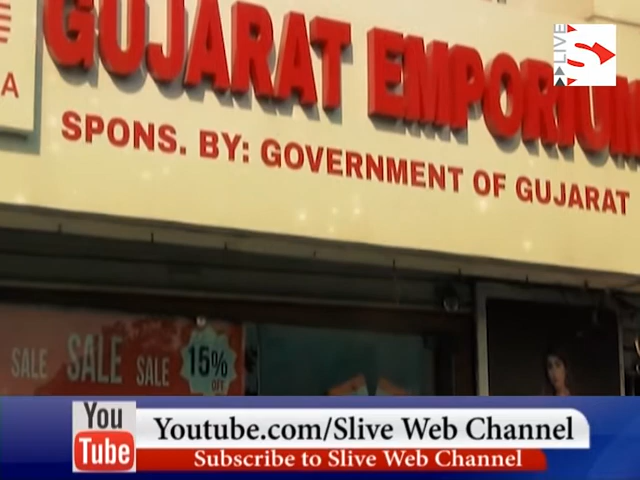 GUJARAT EMPORIUM
SPONS. BY: GOVERNMENT OF GUJARAT
LIVE
S
A
SALE SALE SALE 15%
OFF
You
Tube
Youtube.com/Slive Web Channel
Subscribe to Slive Web Channel